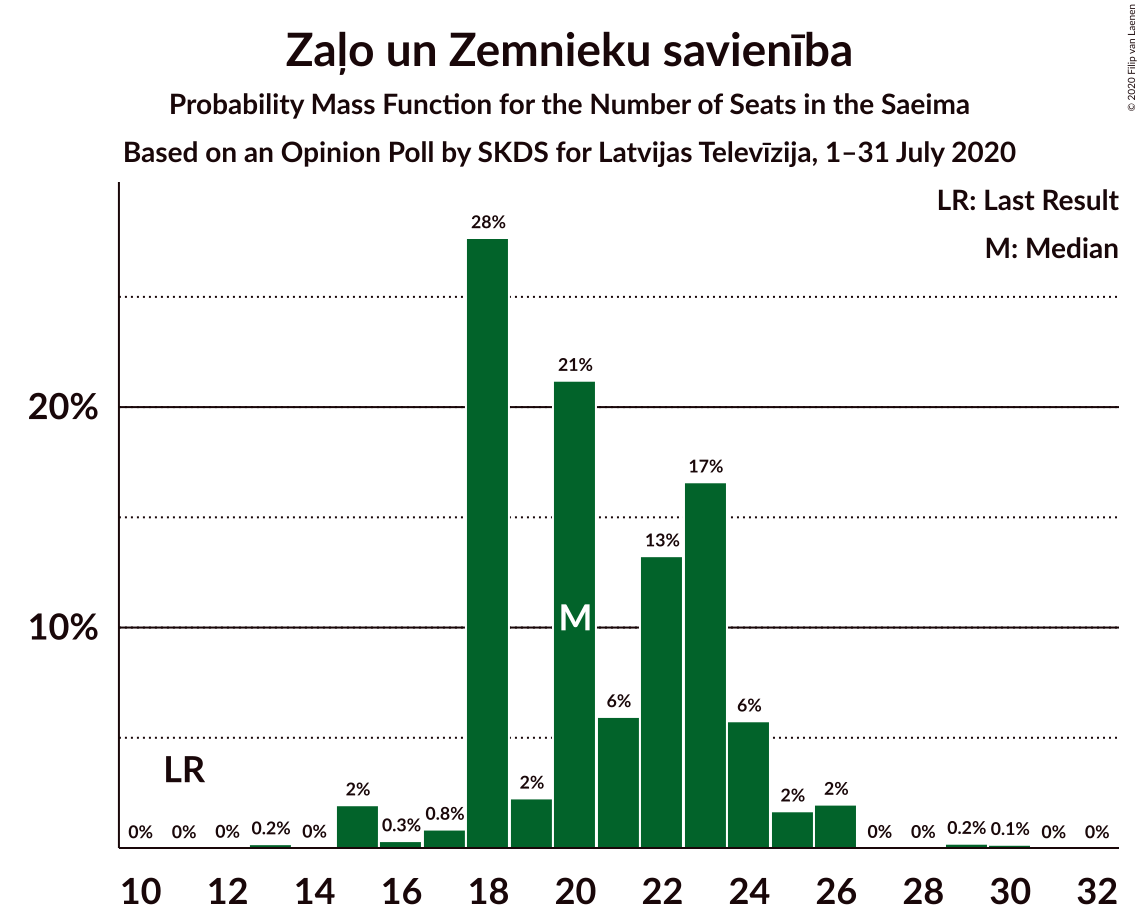 Zaļo un Zemnieku savienība
Probability Mass Function for the Number of Seats in the Saeima
Based on an Opinion Poll by SKDS for Latvijas Televīzija, 1–31 July 2020
© 2020 Filip van Laenen
LR: Last Result
M: Median
28%
21%
20%
17%
13%
M
10%
6%
6%
LR
2%
2%
2%
2%
0%
0%
0%
0.2%
0%
0.3%
0.8%
0%
0%
0.2%
0.1%
0%
0%
10 12 14 16 18 20 22 24 26 28 30 32